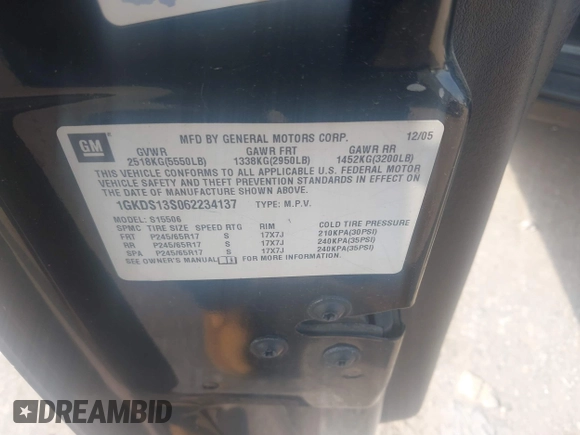 GM
MFD BY GENERAL MOTORS CORP. 12/05
GVWR GAWR FRT GAWR RR
2518KG(5550LB) 1338KG(2950LB) 1452KG(3200LB)
THIS VEHICLE CONFORMS TO ALL APPLICABLE U.S. FEDERAL MOTOR
VEHICLE SAFETY AND THEFT PREVENTION STANDARDS IN EFFECT ON
THE DATE OF MANUFACTURE SHOWN ABOVE.
1GKDS13S062234137 TYPE: M.P.V.
MODEL: S15506
SPMC TIRE SIZE SPEED RTG RIM COLD TIRE PRESSURE
FRT P245/65R17 S 17X7J 210KPA(30PSI)
RR P245/65R17 S 17X7J 240KPA(35PSI)
SPA P245/65R17 S 17X7J 240KPA(35PSI)
SEE OWNER'S MANUAL FOR MORE INFORMATION.
DREAMBID